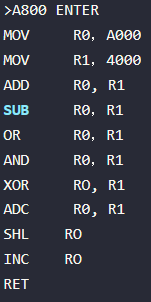 >A800 ENTER
MOV R0，A000
MOV R1，4000
ADD R0, R1
SUB R0，R1
OR R0，R1
AND R0，R1
XOR RO, R1
ADC R0, R1
SHL RO
INC RO
RET